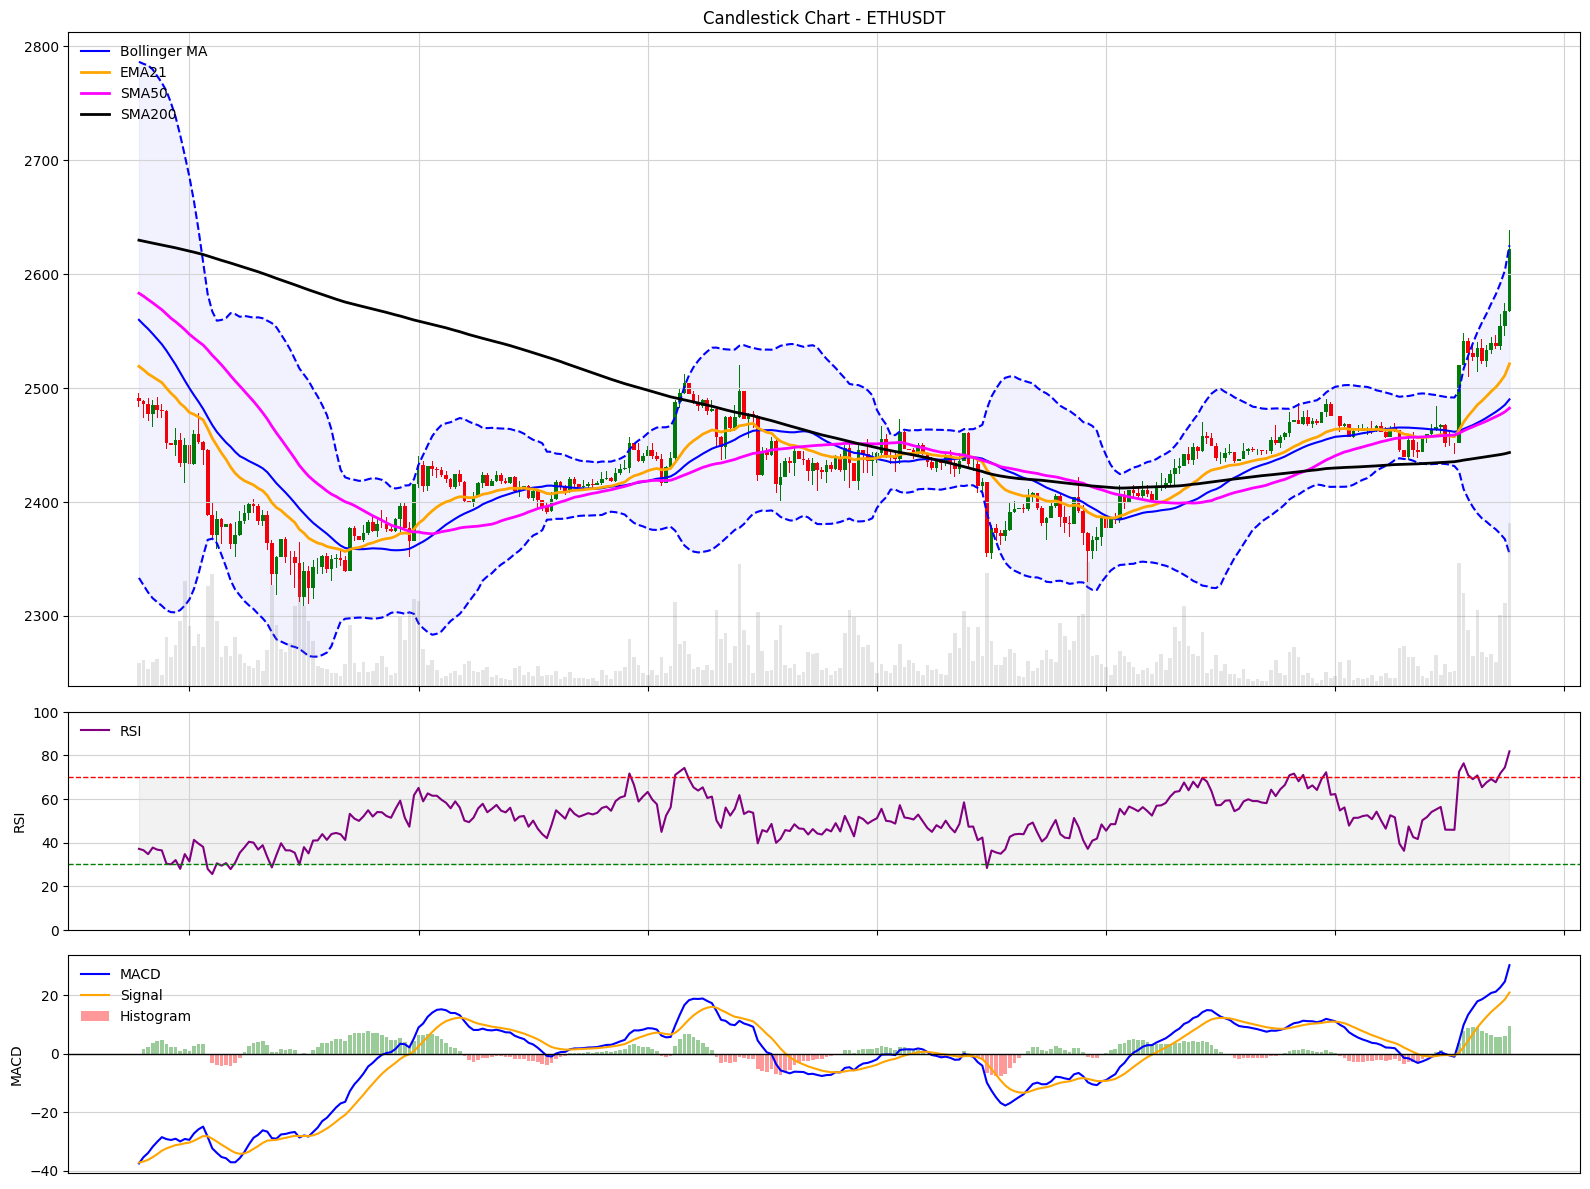 Candlestick Chart - ETHUSDT
2800
2700
2600
2500
2400
2300
Bollinger MA
EMA21
SMA50
SMA200
100
80
60
40
20
0
RSI
RSI
20
0
−20
−40
MACD
MACD
Signal
Histogram